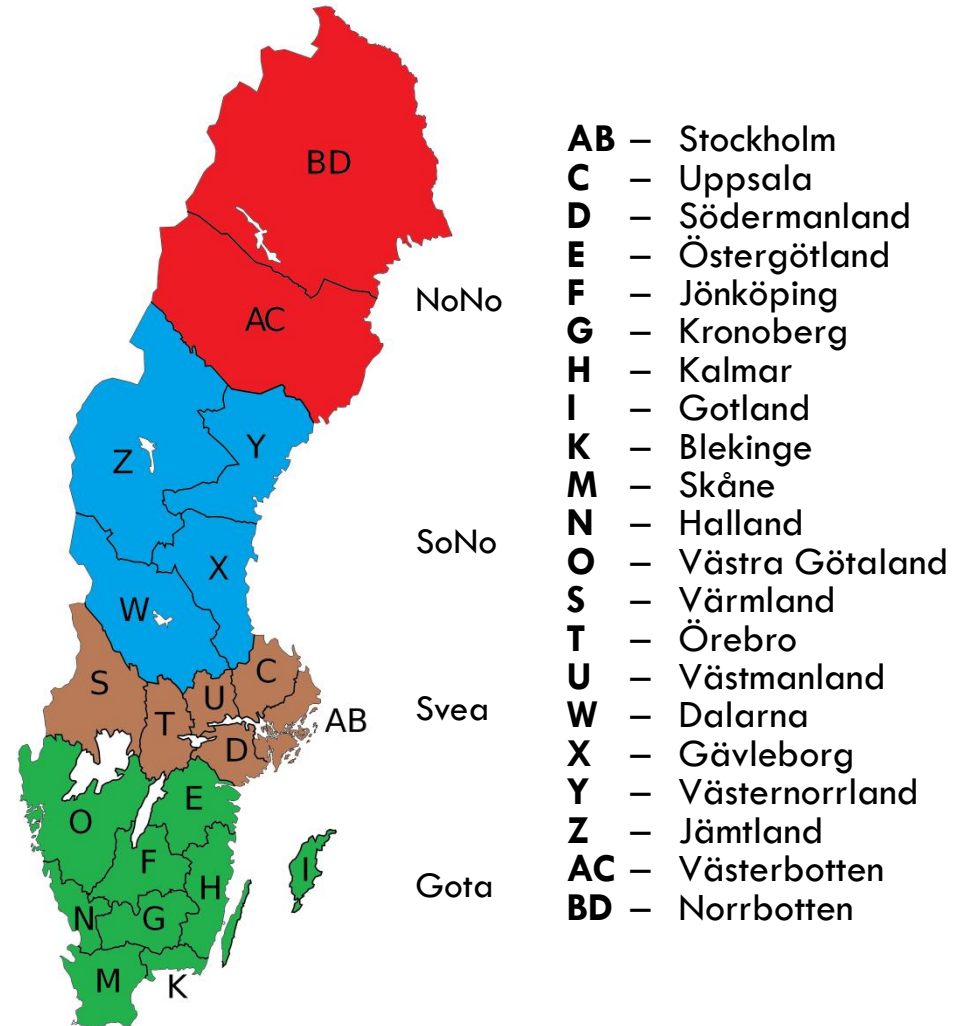 BD
AC
NoNo
Z
Y
SoNo
X
W
S
C
U
T
AB
Svea
D
E
O
F
H
I
Gota
N
G
M
K
AB – Stockholm
C – Uppsala
D – Södermanland
E – Östergötland
F – Jönköping
G – Kronoberg
H – Kalmar
I – Gotland
K – Blekinge
M – Skåne
N – Halland
O – Västra Götaland
S – Värmland
T – Örebro
U – Västmanland
W – Dalarna
X – Gävleborg
Y – Västernorrland
Z – Jämtland
AC – Västerbotten
BD – Norrbotten